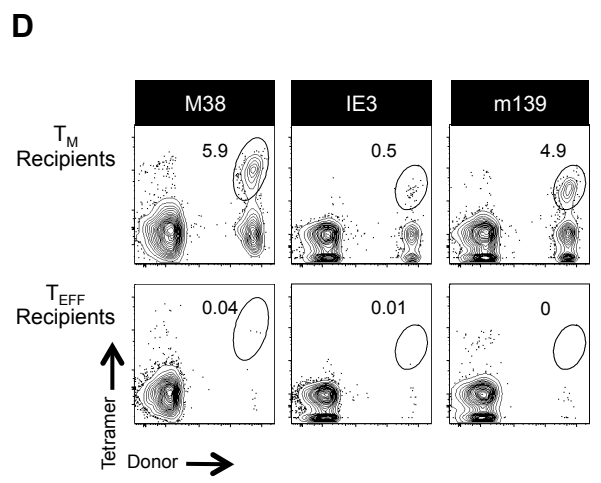 D
M38
IE3
m139
TM
Recipients
5.9
0.5
4.9
TEFF
Recipients
0.04
0.01
0
Tetramer
Donor